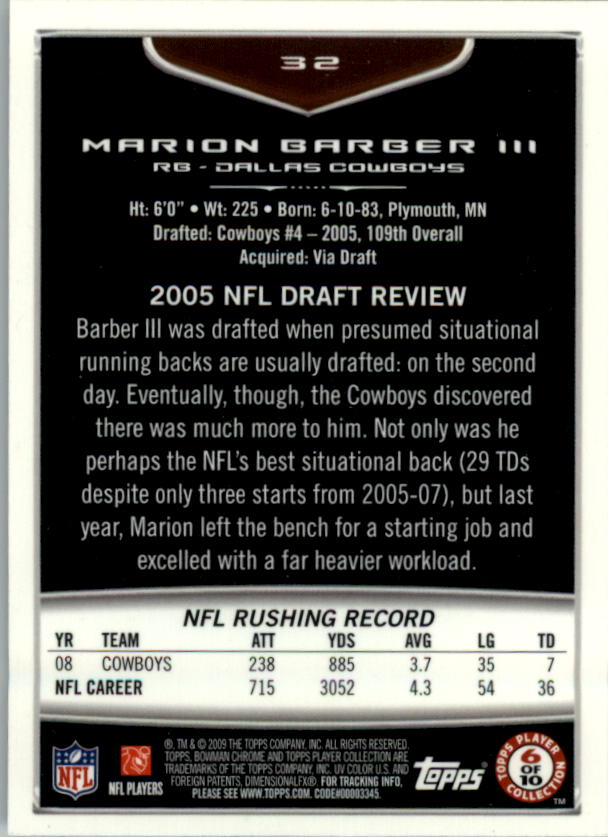 32
MARION BARBER III
RB - DALLAS COWBOYS
Ht: 6'0" • Wt: 225 • Born: 6-10-83, Plymouth, MN
Drafted: Cowboys #4 – 2005, 109th Overall
Acquired: Via Draft
2005 NFL DRAFT REVIEW
Barber III was drafted when presumed situational
running backs are usually drafted: on the second
day. Eventually, though, the Cowboys discovered
there was much more to him. Not only was he
perhaps the NFL's best situational back (29 TDs
despite only three starts from 2005-07), but last
year, Marion left the bench for a starting job and
excelled with a far heavier workload.
NFL RUSHING RECORD
YR TEAM ATT YDS AVG LG TD
08 COWBOYS 238 885 3.7 35 7
NFL CAREER 715 3052 4.3 54 36
®, TM & © 2009 THE TOPPS COMPANY, INC. ALL RIGHTS RESERVED.
TOPPS, BOWMAN CHROME AND TOPPS PLAYER COLLECTION ARE
TRADEMARKS OF THE TOPPS COMPANY, INC. UV COLOR U.S. AND
FOREIGN PATENTS, DIMENSIONALFX® FOR TRACKING INFO,
PLEASE SEE WWW.TOPPS.COM. CODE#00003345.
NFL
NFL PLAYERS
Topps
TOPPS PLAYER
6
OF
10
COLLECTION
TM